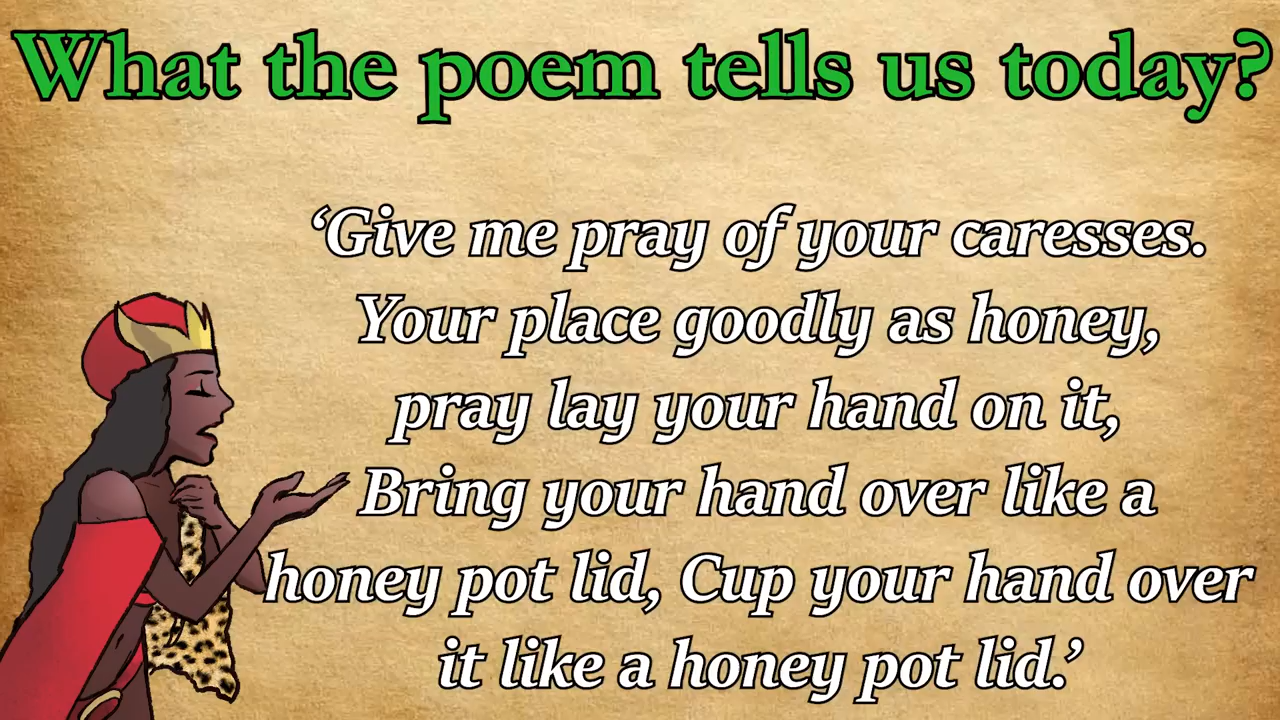 What the poem tells us today?
‘Give me pray of your caresses.
Your place goodly as honey,
pray lay your hand on it,
Bring your hand over like a
honey pot lid, Cup your hand over
it like a honey pot lid.’